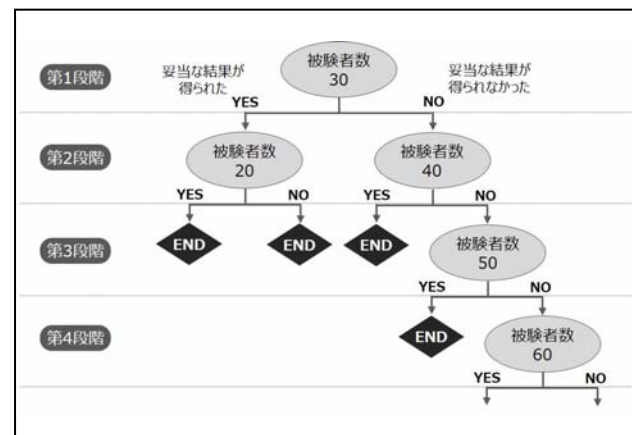 第1段階
妥当な結果が
得られた
被験者数
30
妥当な結果が
得られなかった
YES
NO
第2段階
被験者数
20
被験者数
40
YES
NO
YES
NO
第3段階
END
END
END
被験者数
50
YES
NO
第4段階
END
被験者数
60
YES
NO